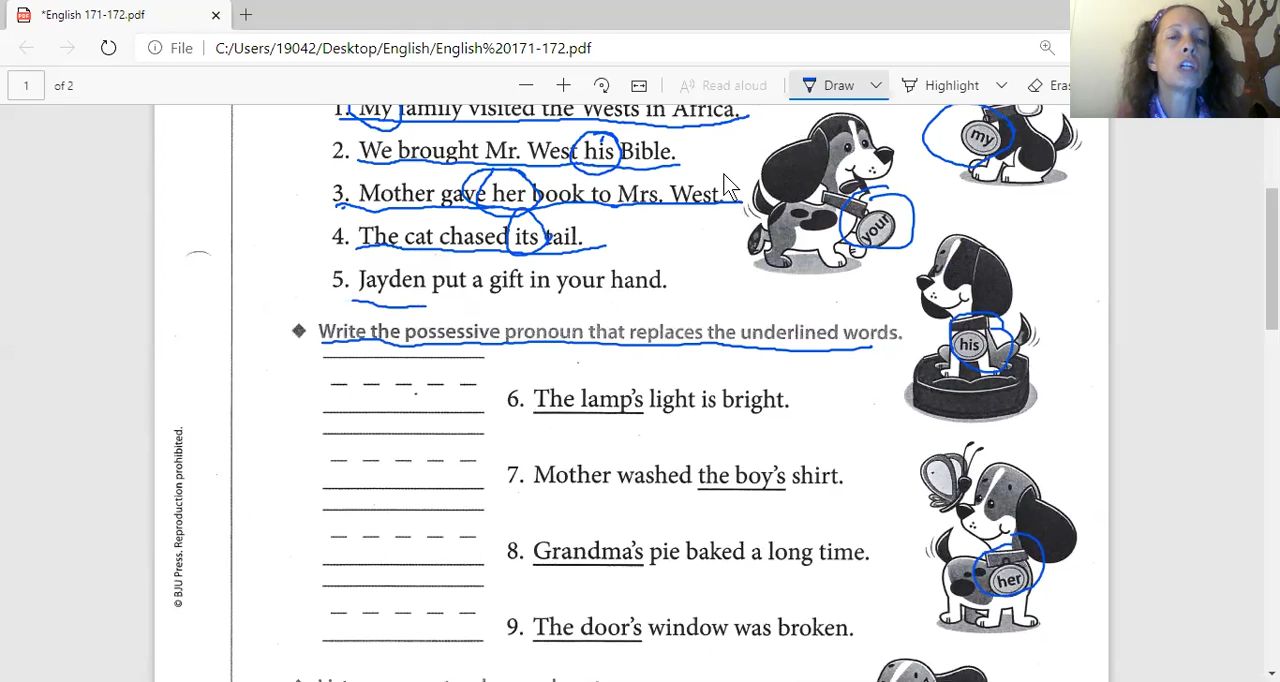 *English 171-172.pdf
File C:/Users/19042/Desktop/English/English%20171-172.pdf
1 of 2 Read aloud Draw Highlight Eras
1. My family visited the Wests in Africa.
my
2. We brought Mr. West his Bible.
3. Mother gave her book to Mrs. West.
your
4. The cat chased its tail.
5. Jayden put a gift in your hand.
Write the possessive pronoun that replaces the underlined words.
his
6. The lamp's light is bright.
7. Mother washed the boy's shirt.
8. Grandma's pie baked a long time.
her
9. The door's window was broken.
© BJU Press. Reproduction prohibited.